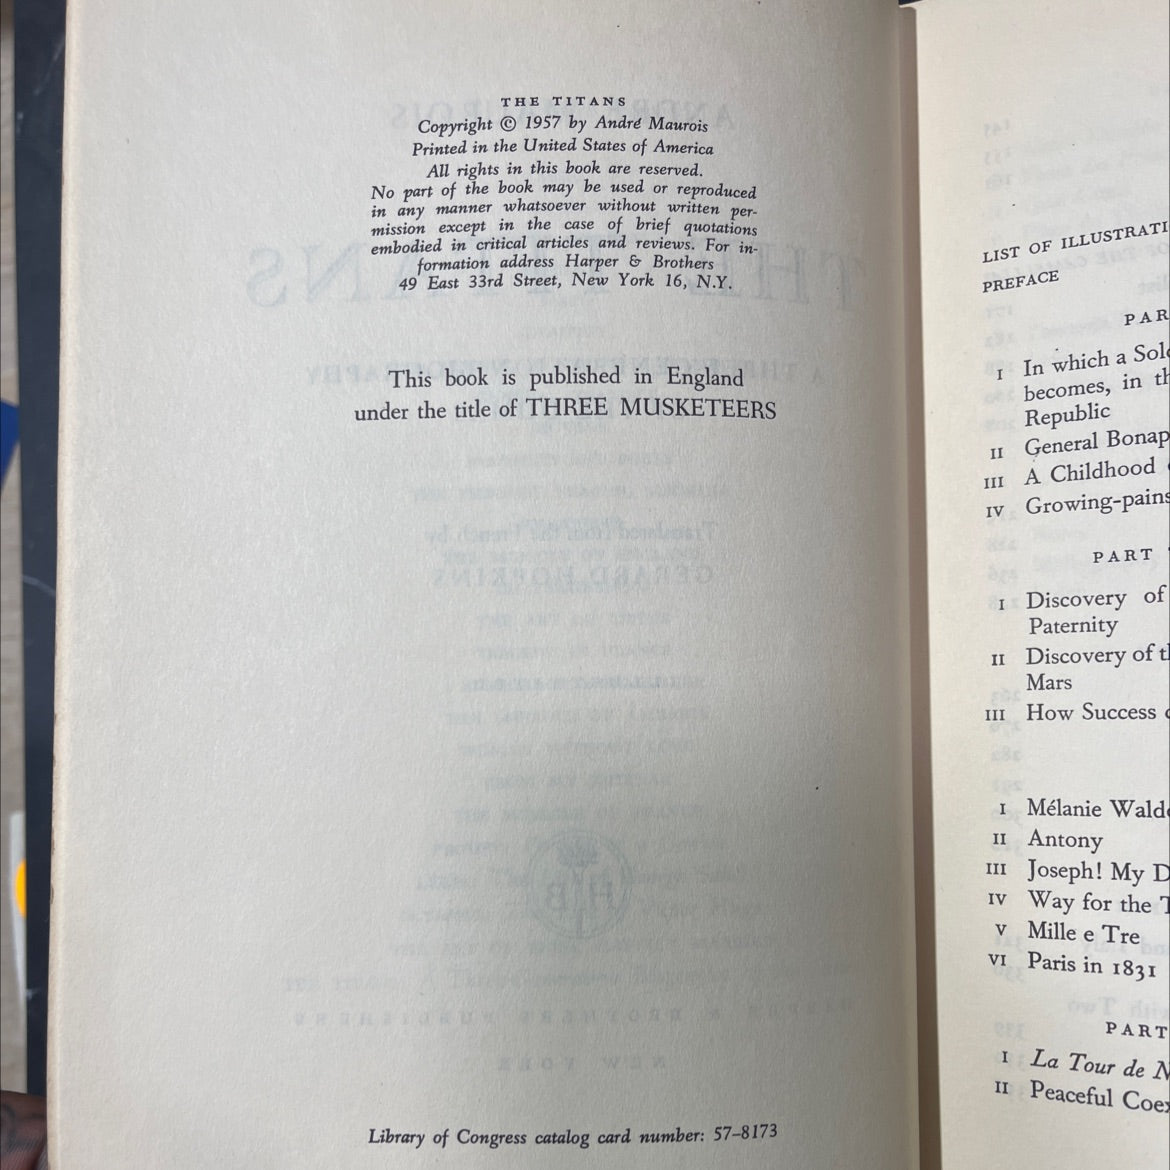 THE TITANS
Copyright © 1957 by André Maurois
Printed in the United States of America
All rights in this book are reserved.
No part of the book may be used or reproduced
in any manner whatsoever without written per-
mission except in the case of brief quotations
embodied in critical articles and reviews. For in-
formation address Harper & Brothers
49 East 33rd Street, New York 16, N.Y.
This book is published in England
under the title of THREE MUSKETEERS
Library of Congress catalog card number: 57-8173
LIST OF ILLUSTRATI
PREFACE
PAR
I In which a Sol
becomes, in th
Republic
II General Bonap
III A Childhood
IV Growing-pains
PART
I Discovery of
Paternity
II Discovery of th
Mars
III How Success
I Mélanie Wald
II Antony
III Joseph! My D
IV Way for the T
V Mille e Tre
VI Paris in 1831
PART
I La Tour de N
II Peaceful Coex